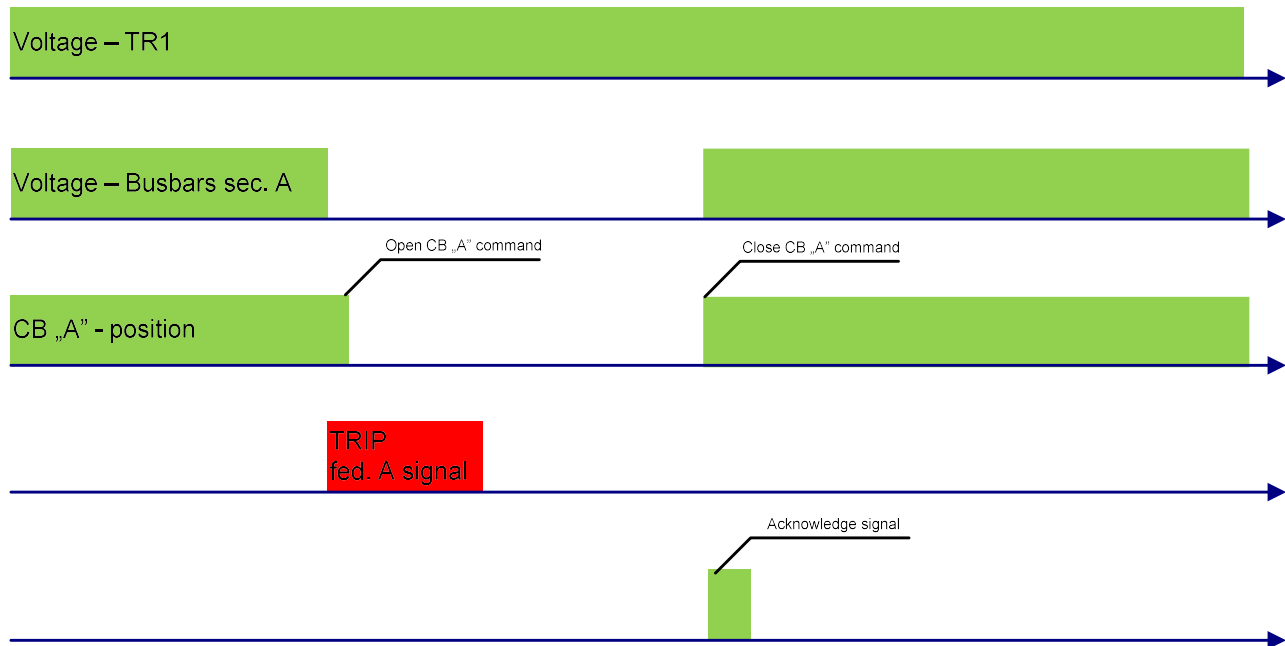 Voltage – TR1
Voltage – Busbars sec. A
Open CB „A” command
Close CB „A” command
CB „A” - position
TRIP
fed. A signal
Acknowledge signal